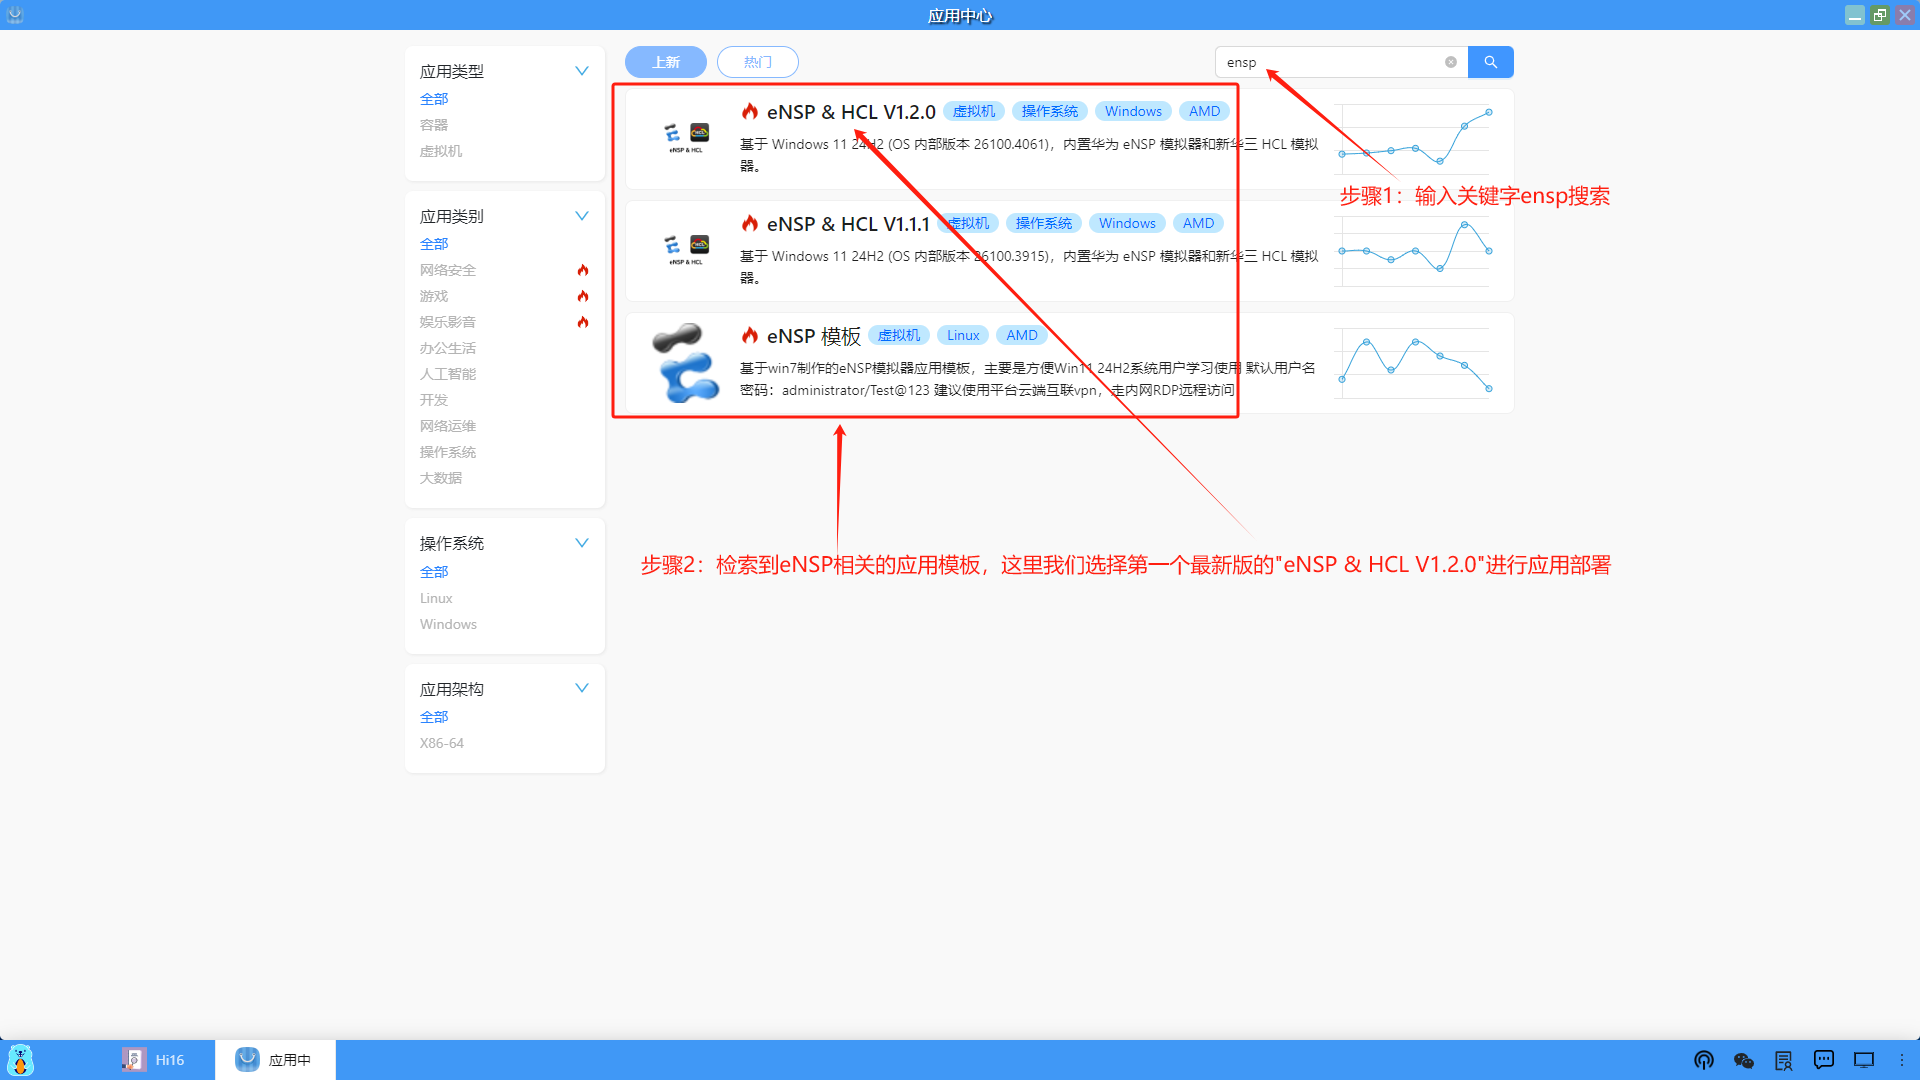 应用中心
应用类型
全部
容器
虚拟机
应用类别
全部
网络安全
游戏
娱乐影音
办公生活
人工智能
开发
网络运维
操作系统
大数据
操作系统
全部
Linux
Windows
应用架构
全部
X86-64
上新
热门
ensp
eNSP & HCL V1.2.0 虚拟机 操作系统 Windows AMD
eNSP & HCL
基于 Windows 11 24H2 (OS 内部版本 26100.4061)，内置华为 eNSP 模拟器和新华三 HCL 模拟
器。
步骤1：输入关键字ensp搜索
eNSP & HCL V1.1.1 虚拟机 操作系统 Windows AMD
eNSP & HCL
基于 Windows 11 24H2 (OS 内部版本 26100.3915)，内置华为 eNSP 模拟器和新华三 HCL 模拟
器。
eNSP 模板 虚拟机 Linux AMD
基于win7制作的eNSP模拟器应用模板，主要是方便Win11 24H2系统用户学习使用 默认用户名
密码：administrator/Test@123 建议使用平台云端互联vpn，走内网RDP远程访问
步骤2：检索到eNSP相关的应用模板，这里我们选择第一个最新版的"eNSP & HCL V1.2.0"进行应用部署
Hi16
应用中